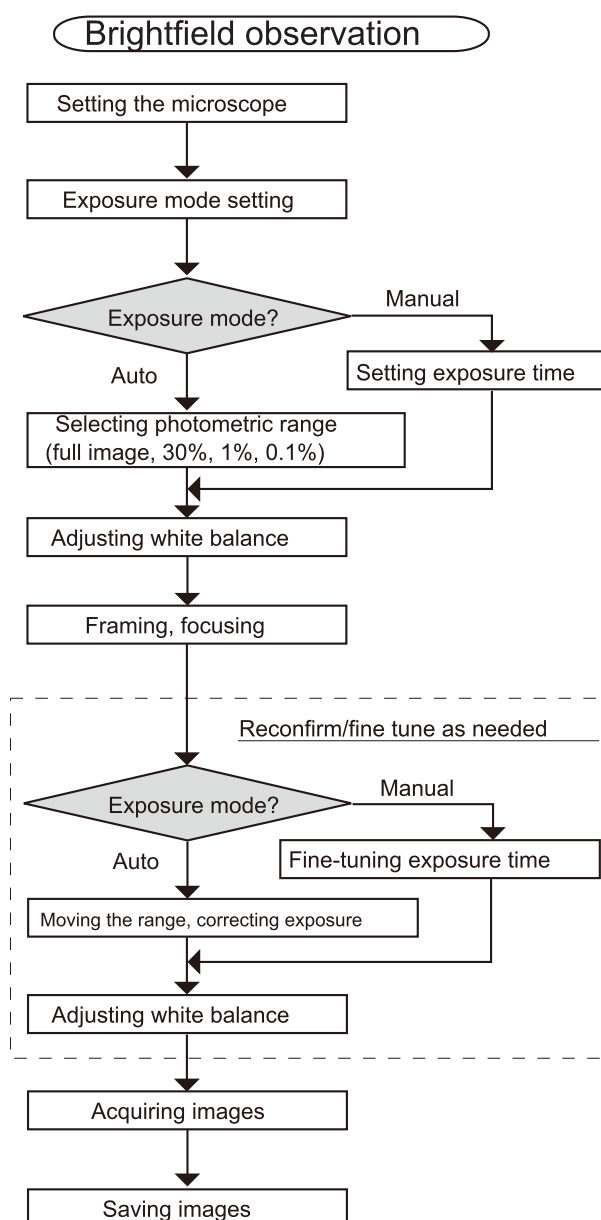 Brightfield observation
Setting the microscope
Exposure mode setting
Exposure mode?
Manual
Setting exposure time
Auto
Selecting photometric range
(full image, 30%, 1%, 0.1%)
Adjusting white balance
Framing, focusing
Reconfirm/fine tune as needed
Exposure mode?
Manual
Fine-tuning exposure time
Auto
Moving the range, correcting exposure
Adjusting white balance
Acquiring images
Saving images